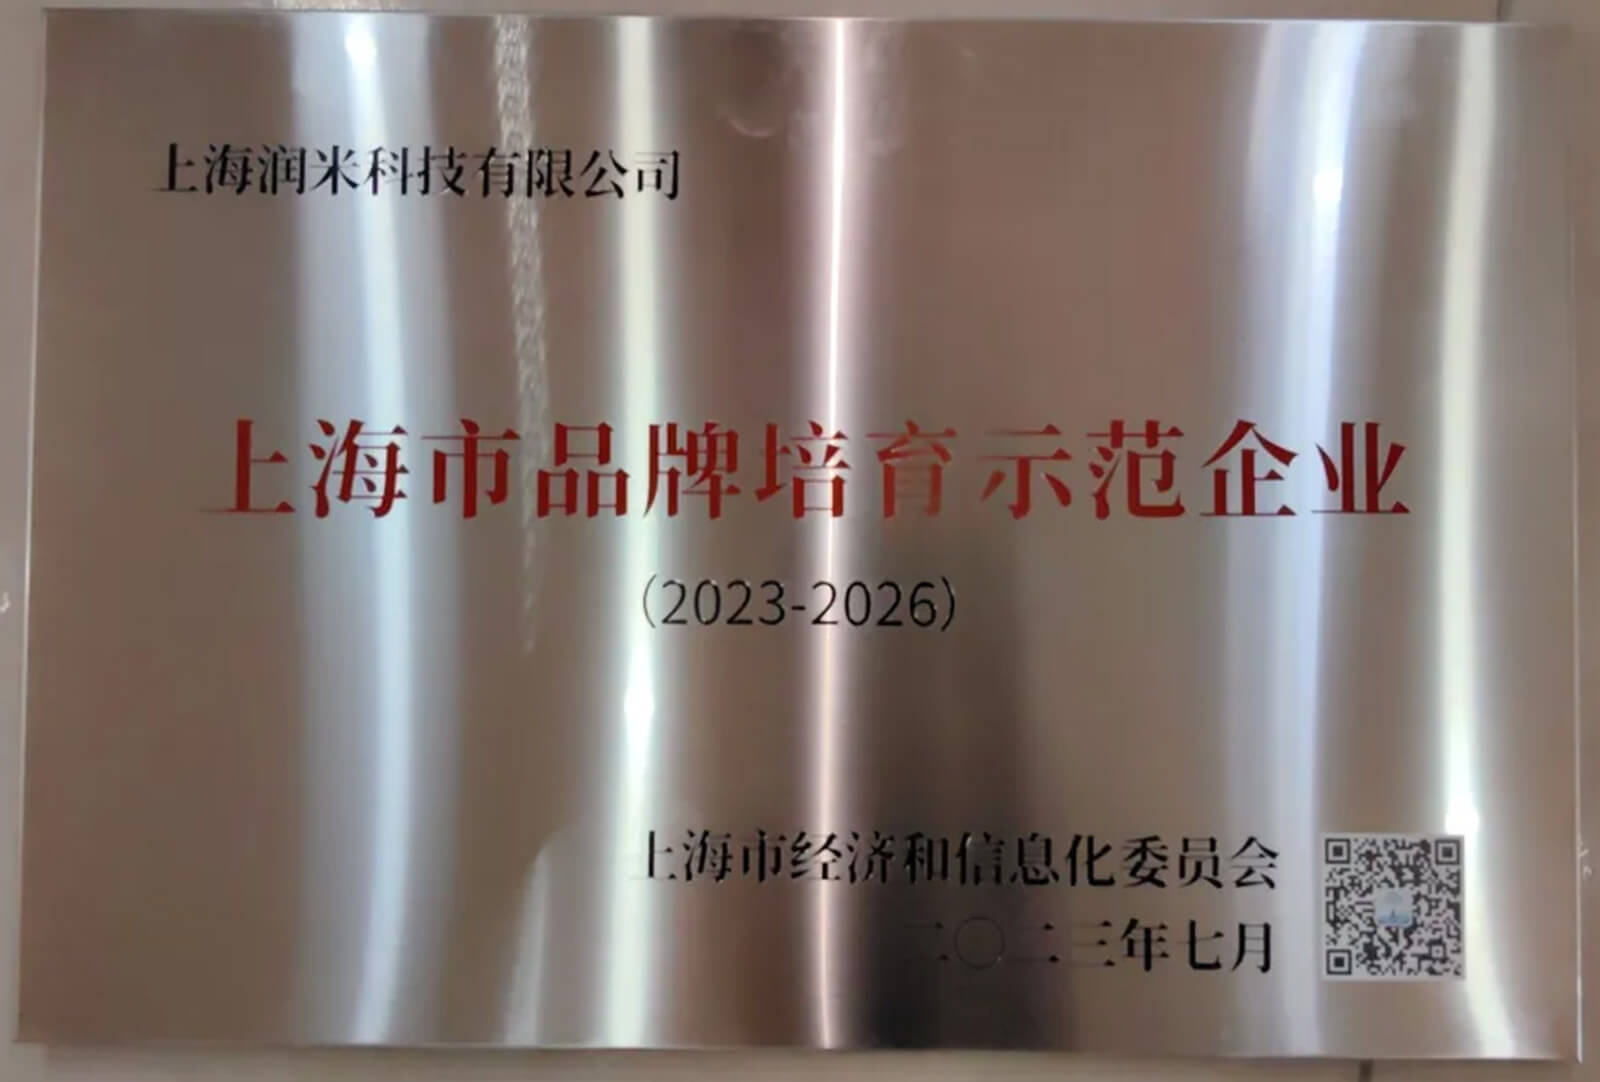 上海润米科技有限公司
上海市品牌培育示范企业
(2023-2026)
上海市经济和信息化委员会
二〇二三年七月